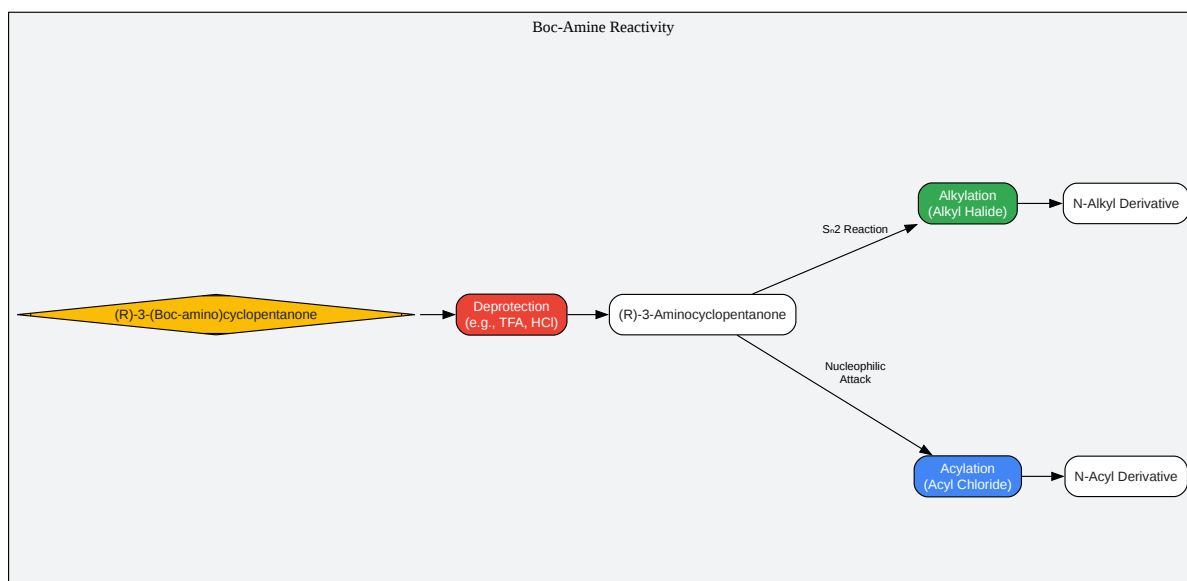 Boc-Amine Reactivity
Alkylation
(Alkyl Halide)
N-Alkyl Derivative
Sₙ2 Reaction
(R)-3-(Boc-amino)cyclopentanone
Deprotection
(e.g., TFA, HCl)
(R)-3-Aminocyclopentanone
Nucleophilic
Attack
Acylation
(Acyl Chloride)
N-Acyl Derivative